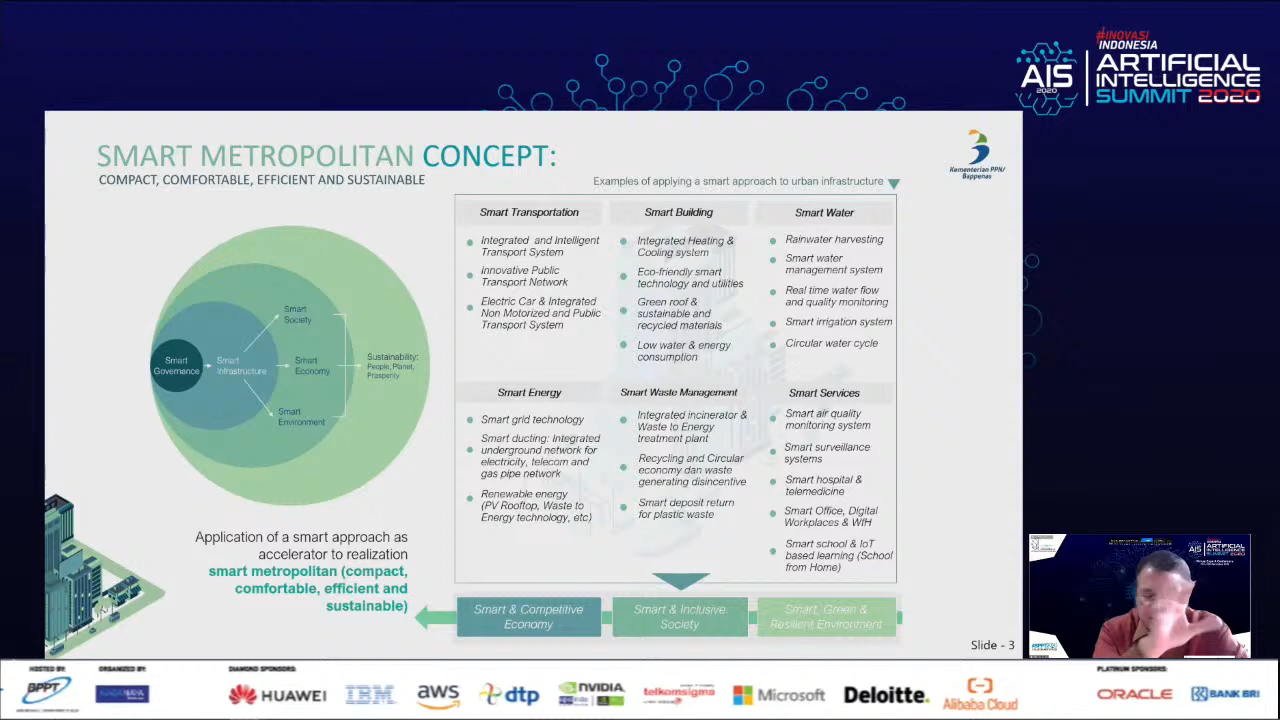 #INOVASI
INDONESIA
AIS
2020
ARTIFICIAL
INTELLIGENCE
SUMMIT 2020
SMART METROPOLITAN CONCEPT:
COMPACT, COMFORTABLE, EFFICIENT AND SUSTAINABLE
Kementerian PPN/
Bappenas
Examples of applying a smart approach to urban infrastructure
Smart
Governance
Smart
Infrastructure
Smart
Society
Smart
Economy
Smart
Environment
Sustainability:
People, Planet,
Prosperity
Smart Transportation
Integrated and Intelligent
Transport System
Innovative Public
Transport Network
Electric Car & Integrated
Non Motorized and Public
Transport System
Smart Building
Integrated Heating &
Cooling system
Eco-friendly smart
technology and utilities
Green roof &
sustainable and
recycled materials
Low water & energy
consumption
Smart Water
Rainwater harvesting
Smart water
management system
Real time water flow
and quality monitoring
Smart irrigation system
Circular water cycle
Smart Energy
Smart grid technology
Smart ducting: Integrated
underground network for
electricity, telecom and
gas pipe network
Renewable energy
(PV Rooftop, Waste to
Energy technology, etc)
Smart Waste Management
Integrated incinerator &
Waste to Energy
treatment plant
Recycling and Circular
economy dan waste
generating disincentive
Smart deposit return
for plastic waste
Smart Services
Smart air quality
monitoring system
Smart surveillance
systems
Smart hospital &
telemedicine
Smart Office, Digital
Workplaces & WfH
Smart school & IoT
based learning (School
from Home)
Application of a smart approach as
accelerator to realization
smart metropolitan (compact,
comfortable, efficient and
sustainable)
Smart & Competitive
Economy
Smart & Inclusive
Society
Smart, Green &
Resilient Environment
Slide - 3
AIS
ARTIFICIAL
INTELLIGENCE
SUMMIT 2020
HOSTED BY:
BPPT
ORGANIZED BY:
DIAMOND SPONSORS:
HUAWEI
IBM
aws
dtp
NVIDIA
telkomsigma
Microsoft
Deloitte.
Alibaba Cloud
PLATINUM SPONSORS:
ORACLE
BANK BRI